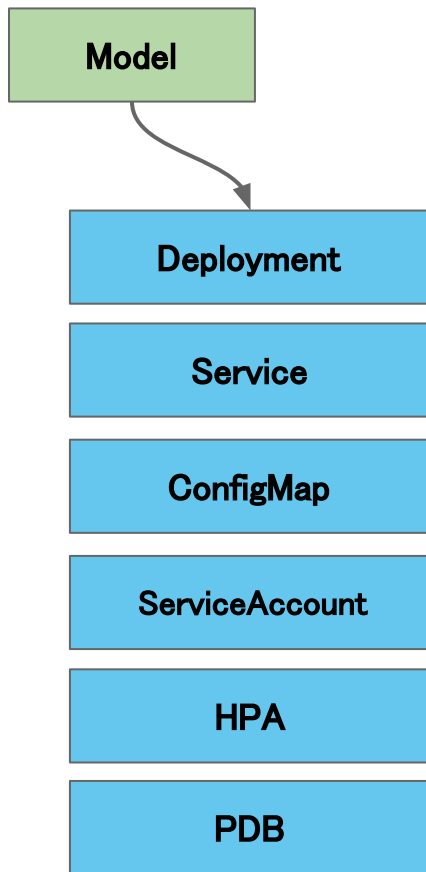 Model
Deployment
Service
ConfigMap
ServiceAccount
HPA
PDB